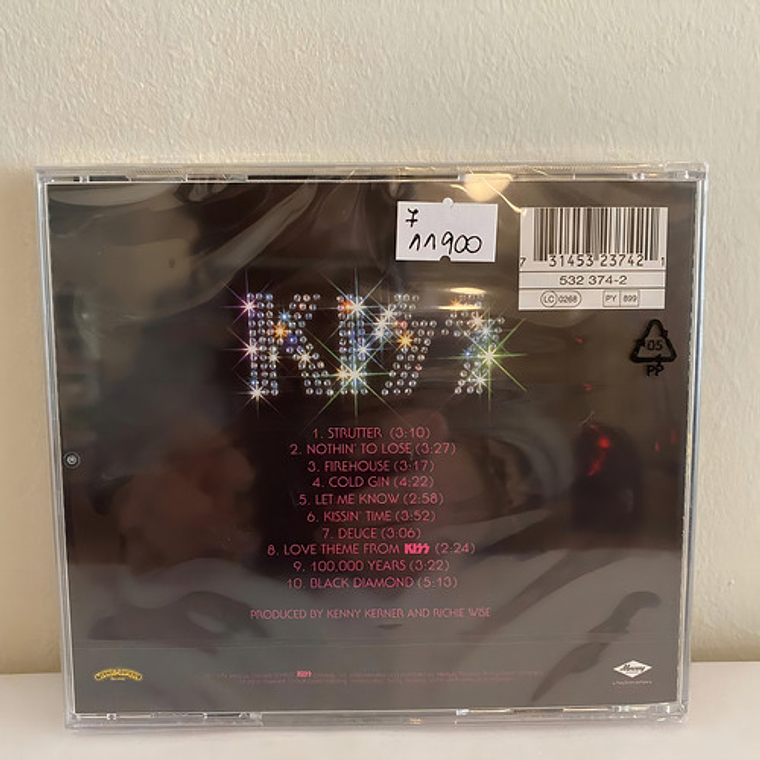 7
11900
7 31453 23742 1
532 374-2
LC 0268 PY 899
05
PP
KISS
1. STRUTTER (3:10)
2. NOTHIN' TO LOSE (3:27)
3. FIREHOUSE (3:17)
4. COLD GIN (4:22)
5. LET ME KNOW (2:58)
6. KISSIN' TIME (3:52)
7. DEUCE (3:06)
8. LOVE THEME FROM KISS (2:24)
9. 100,000 YEARS (3:22)
10. BLACK DIAMOND (5:13)
PRODUCED BY KENNY KERNER AND RICHIE WISE
KISS
Mercury